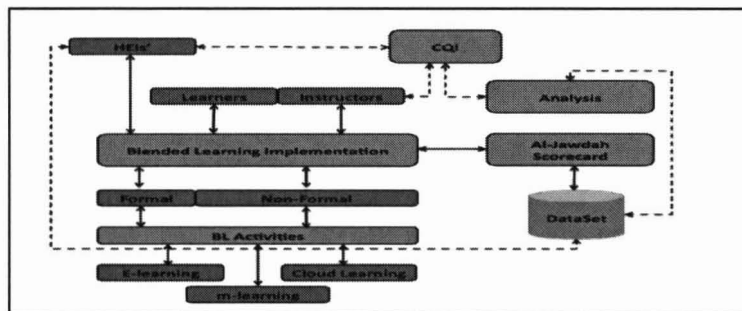 HEIs'
CQI
Learners
Instructors
Analysis
Blended Learning Implementation
Al-Jawdah
Scorecard
Formal
Non-Formal
DataSet
BL Activities
E-learning
Cloud Learning
m-learning